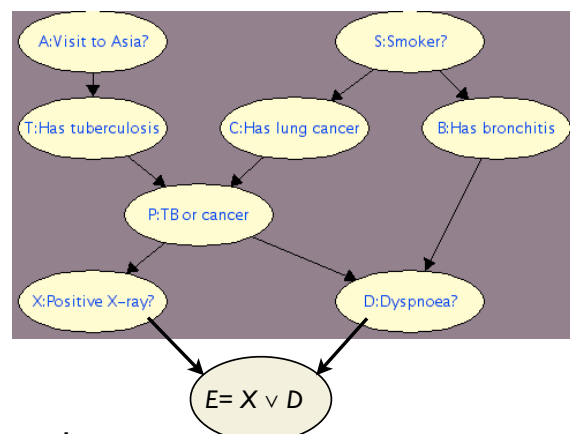 A:Visit to Asia?
S:Smoker?
T:Has tuberculosis
C:Has lung cancer
B:Has bronchitis
P:TB or cancer
X:Positive X-ray?
D:Dyspnoea?
E= X ∨ D